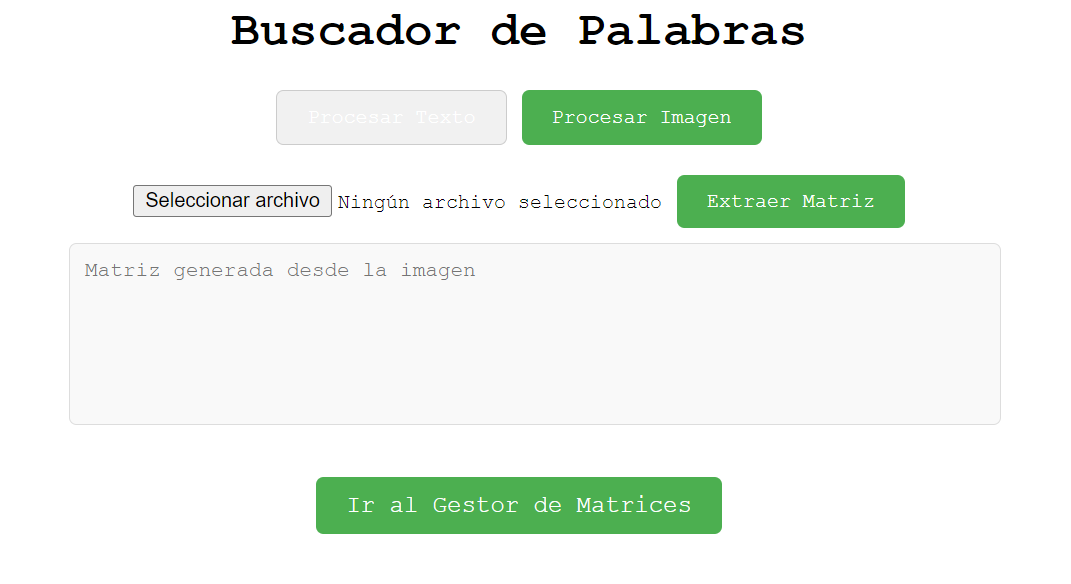 Buscador de Palabras
Procesar Texto Procesar Imagen
Seleccionar archivo Ningún archivo seleccionado Extraer Matriz
Matriz generada desde la imagen
Ir al Gestor de Matrices